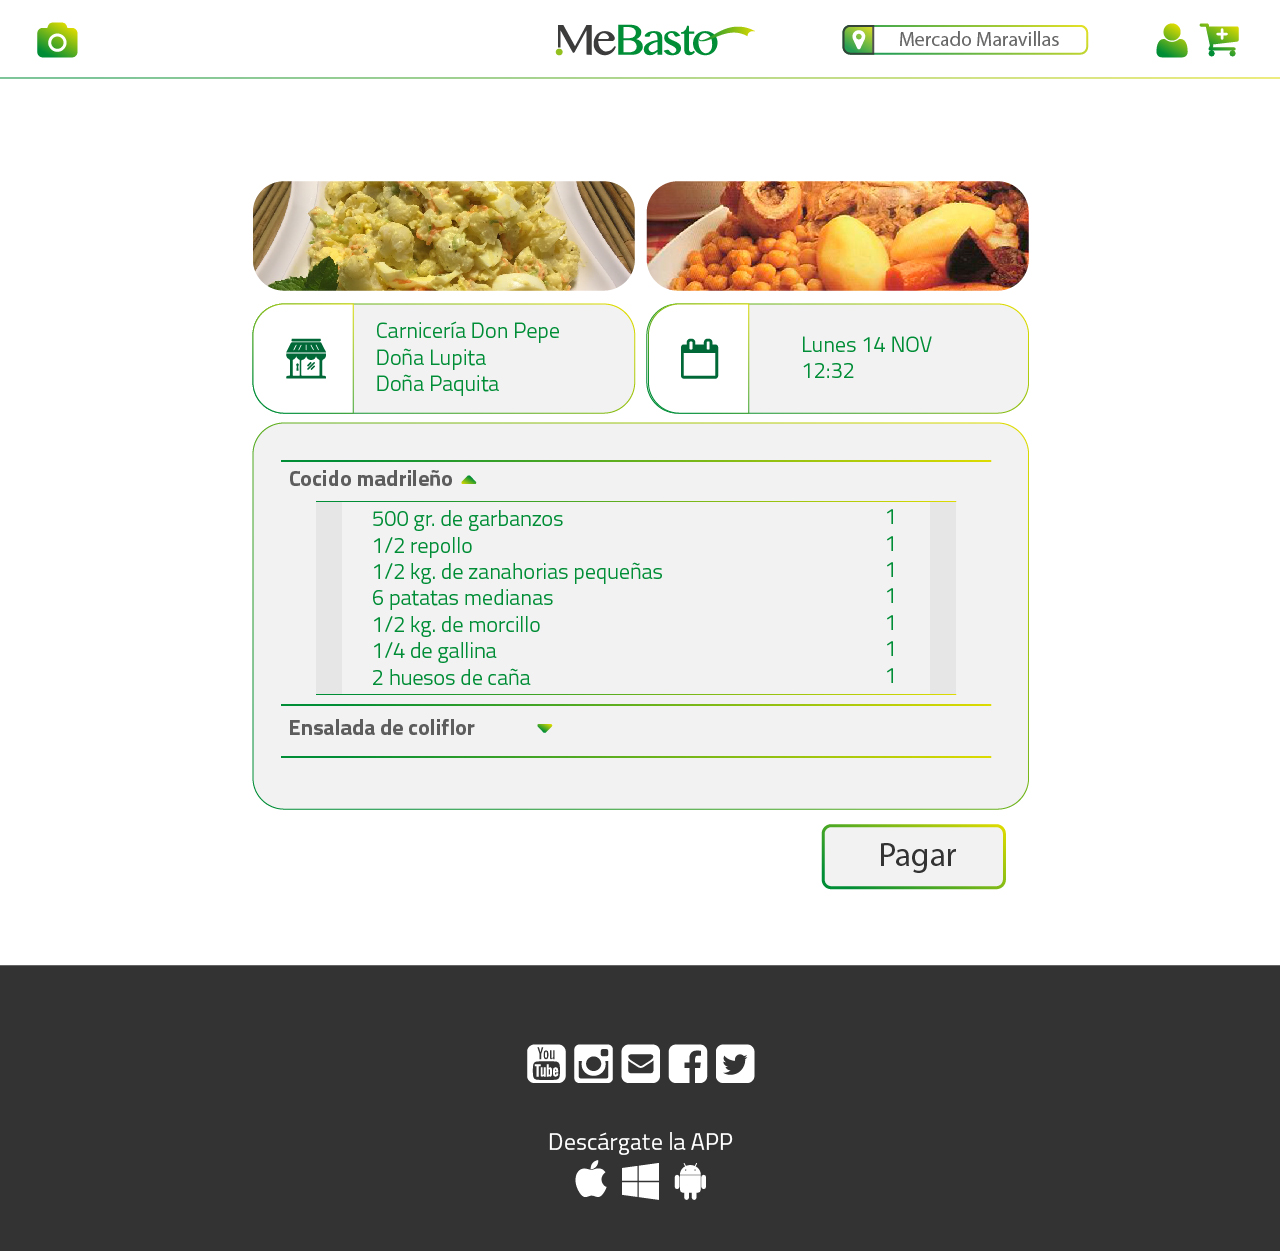 MeBasto
Mercado Maravillas
Carnicería Don Pepe
Doña Lupita
Doña Paquita
Lunes 14 NOV
12:32
Cocido madrileño
500 gr. de garbanzos 1
1/2 repollo 1
1/2 kg. de zanahorias pequeñas 1
6 patatas medianas 1
1/2 kg. de morcillo 1
1/4 de gallina 1
2 huesos de caña 1
Ensalada de coliflor
Pagar
You
Tube
Descárgate la APP